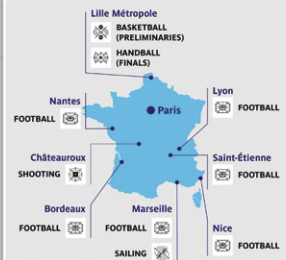 Lille Métropole
BASKETBALL
(PRELIMINARIES)
HANDBALL
(FINALS)
Paris
Nantes
FOOTBALL
Lyon
FOOTBALL
Châteauroux
SHOOTING
Saint-Étienne
FOOTBALL
Bordeaux
FOOTBALL
Marseille
FOOTBALL
SAILING
Nice
FOOTBALL